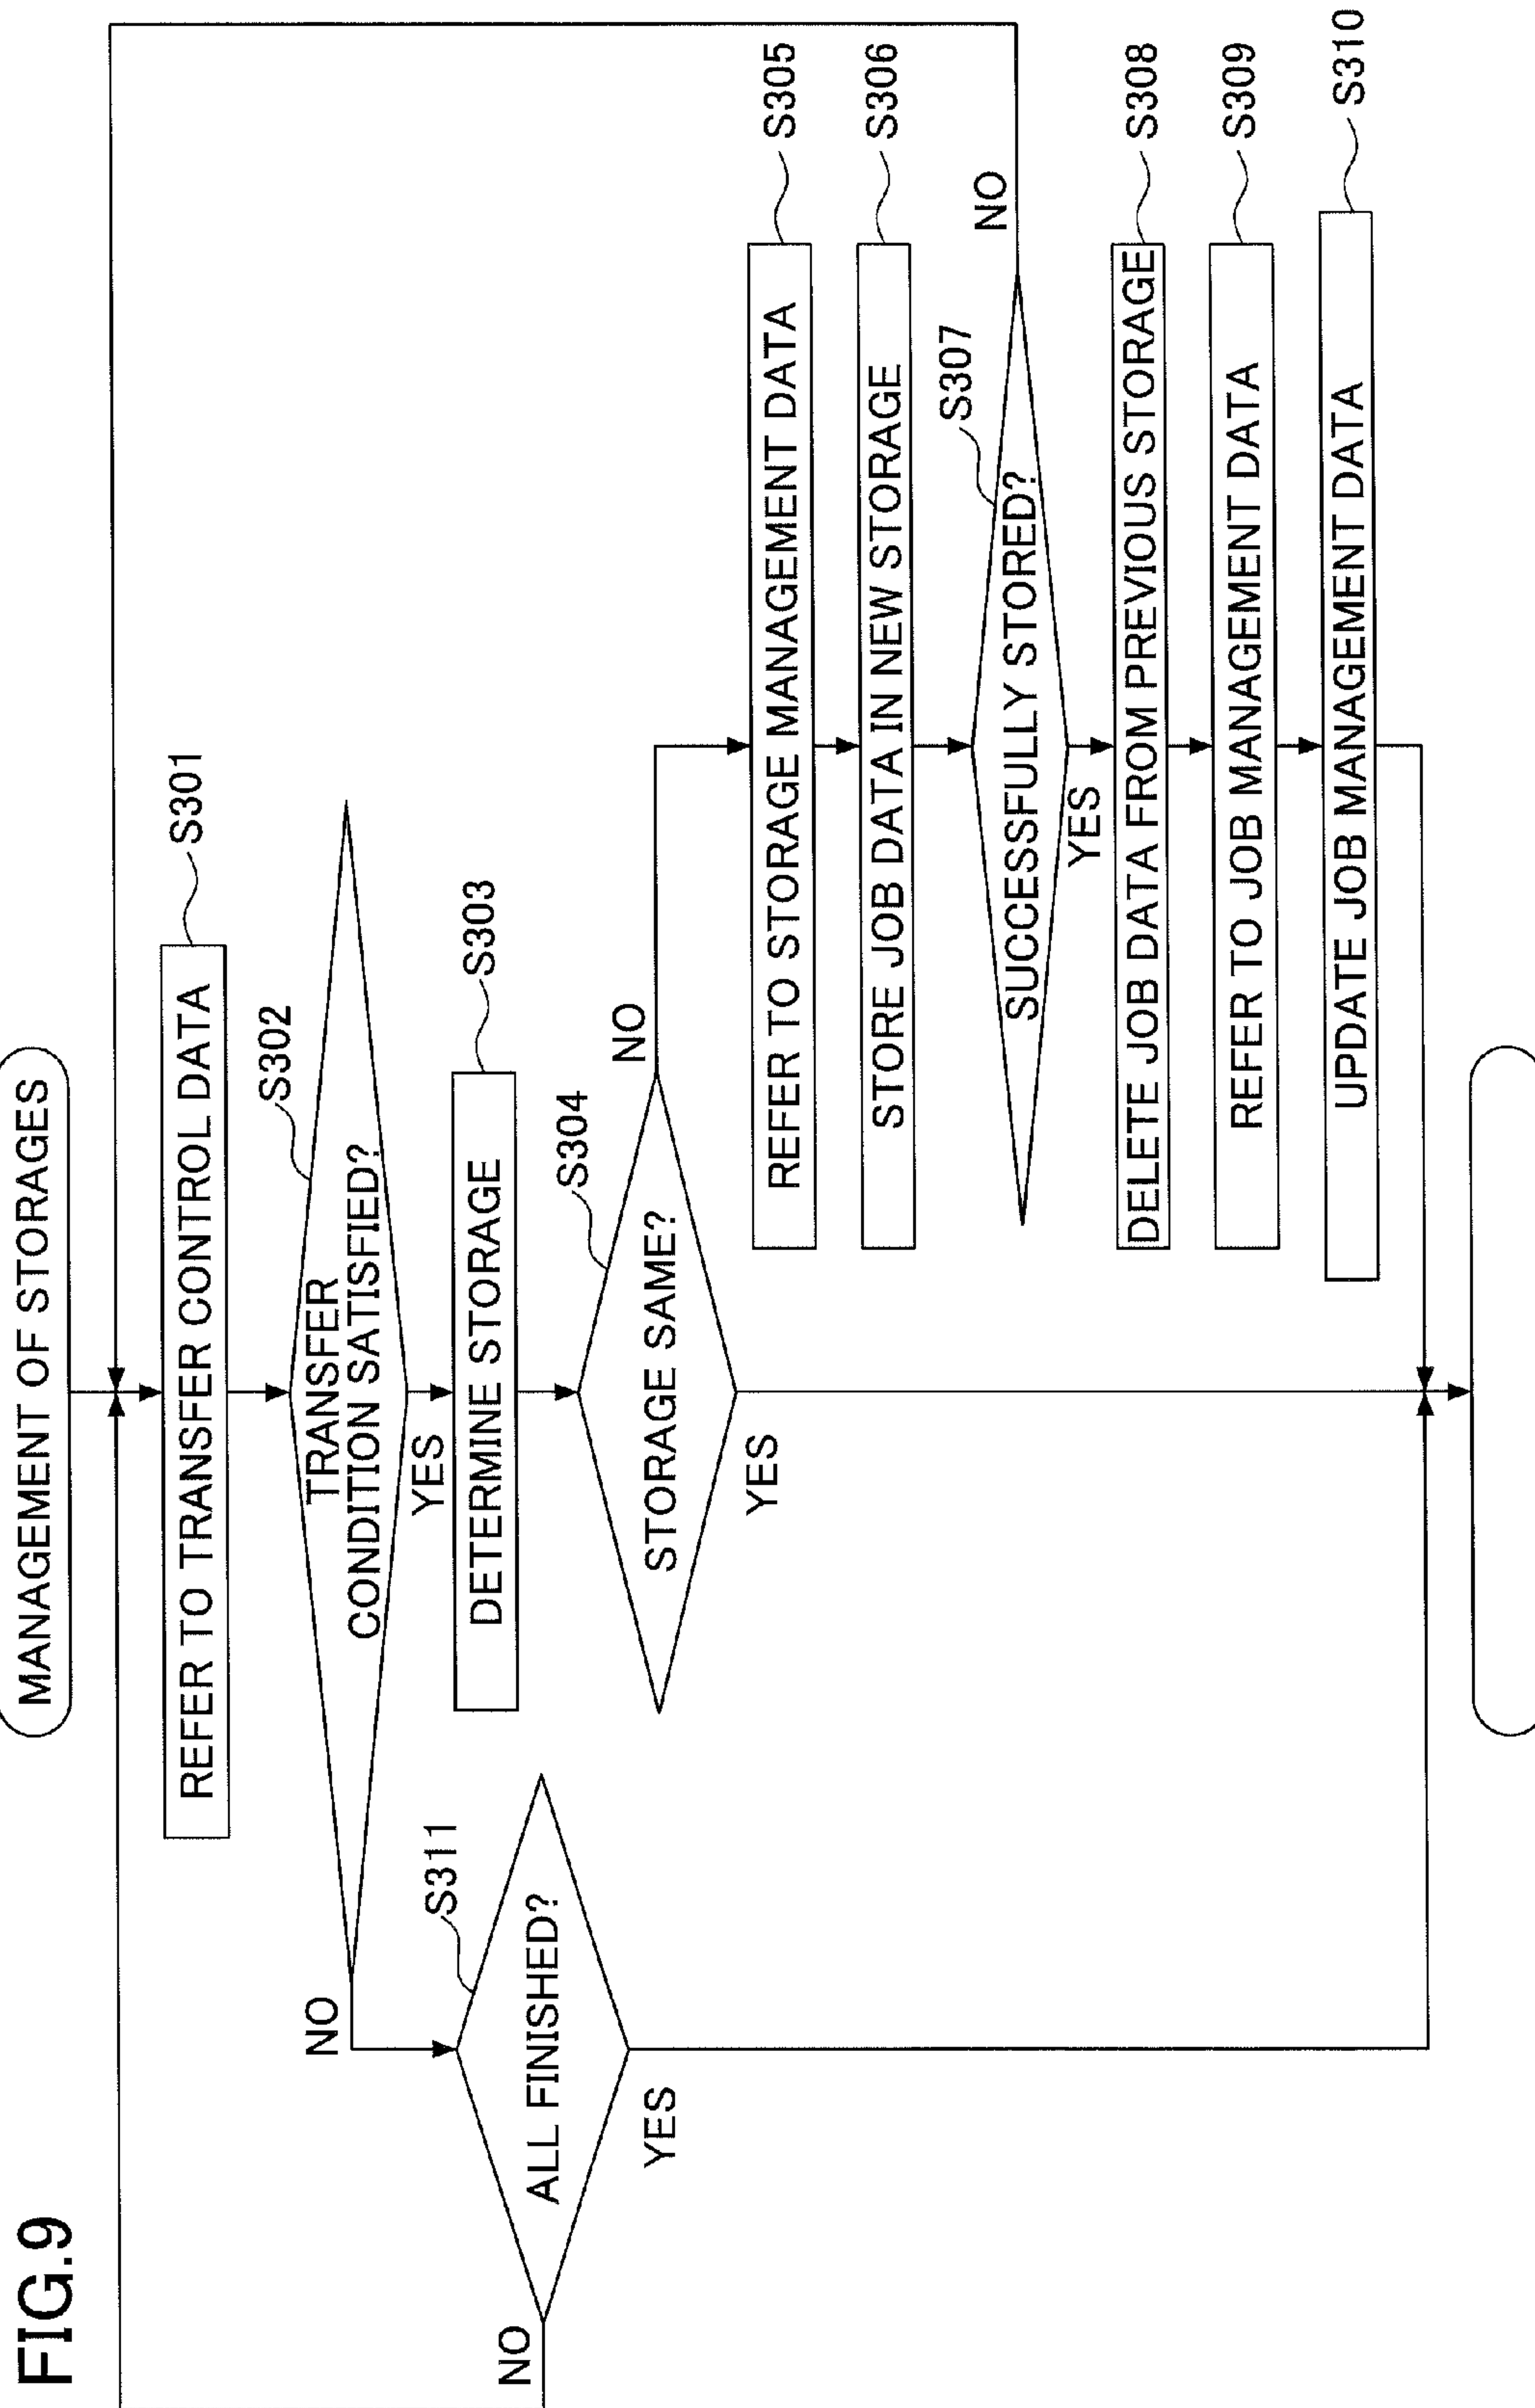 FIG.9
MANAGEMENT OF STORAGES
REFER TO TRANSFER CONTROL DATA
S301
S302
TRANSFER
CONDITION SATISFIED?
NO
YES
DETERMINE STORAGE
S303
S311
ALL FINISHED?
NO
YES
S304
STORAGE SAME?
NO
YES
REFER TO STORAGE MANAGEMENT DATA
S305
STORE JOB DATA IN NEW STORAGE
S306
S307
SUCCESSFULLY STORED?
NO
YES
DELETE JOB DATA FROM PREVIOUS STORAGE
S308
REFER TO JOB MANAGEMENT DATA
S309
UPDATE JOB MANAGEMENT DATA
S310